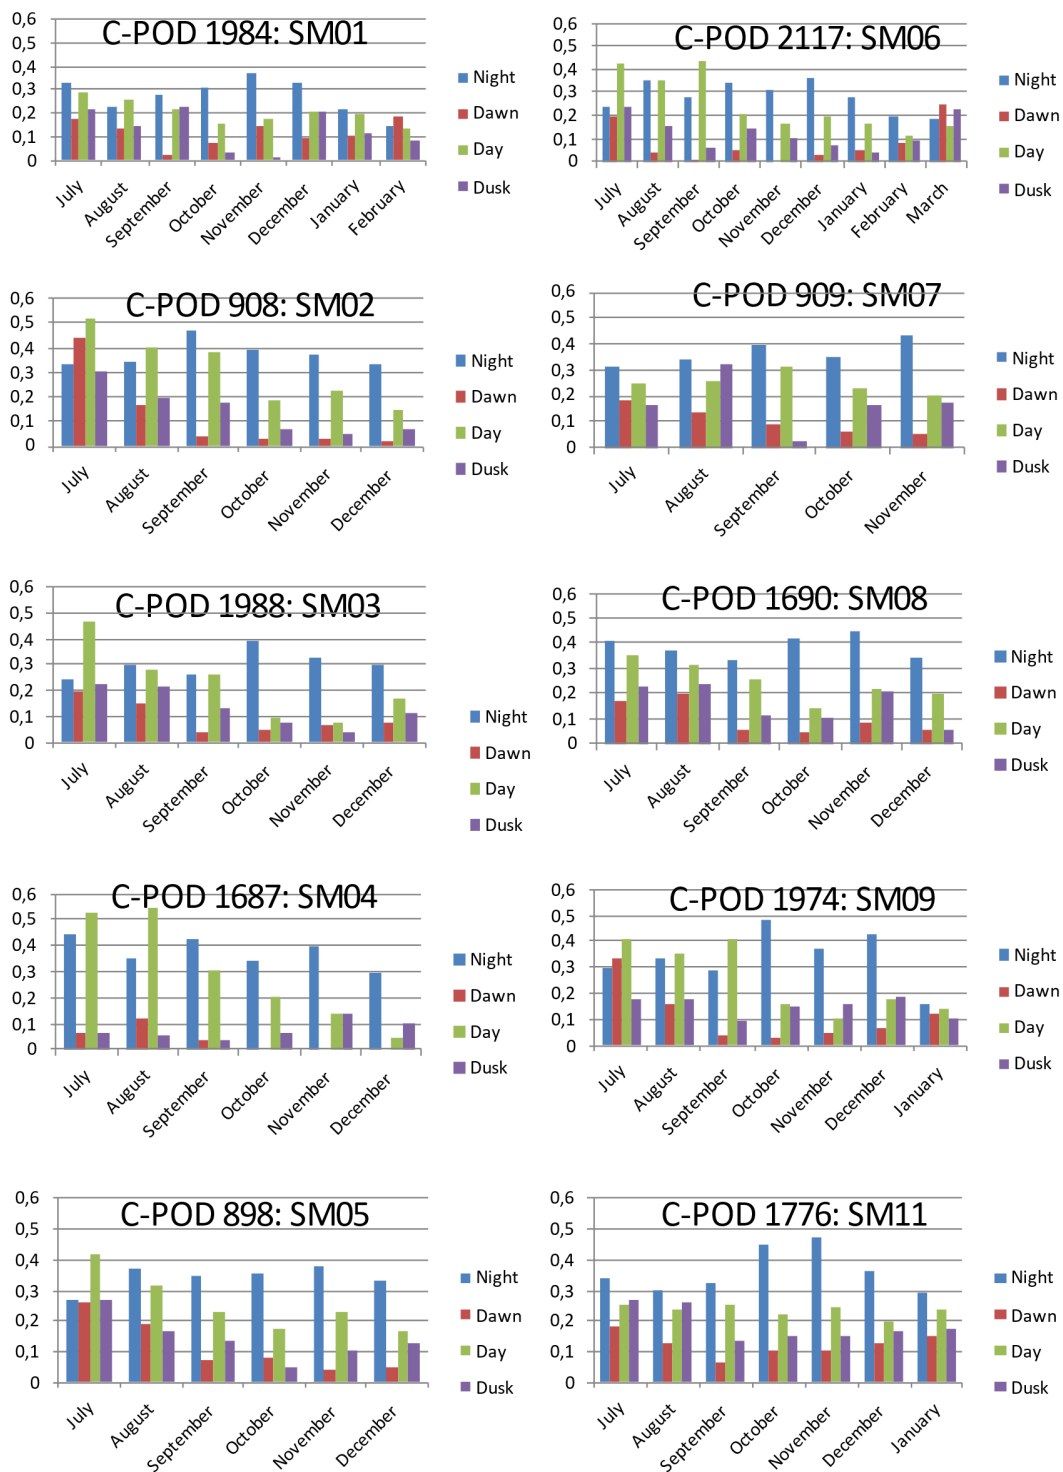 C-POD 1984: SM01
0,6
0,5
0,4
0,3
0,2
0,1
0
July
August
September
October
November
December
January
February
Night
Dawn
Day
Dusk
C-POD 2117: SM06
0,6
0,5
0,4
0,3
0,2
0,1
0
July
August
September
October
November
December
January
February
March
Night
Dawn
Day
Dusk
C-POD 908: SM02
0,6
0,5
0,4
0,3
0,2
0,1
0
July
August
September
October
November
December
Night
Dawn
Day
Dusk
C-POD 909: SM07
0,6
0,5
0,4
0,3
0,2
0,1
0
July
August
September
October
November
Night
Dawn
Day
Dusk
C-POD 1988: SM03
0,6
0,5
0,4
0,3
0,2
0,1
0
July
August
September
October
November
December
Night
Dawn
Day
Dusk
C-POD 1690: SM08
0,6
0,5
0,4
0,3
0,2
0,1
0
July
August
September
October
November
December
Night
Dawn
Day
Dusk
C-POD 1687: SM04
0,6
0,5
0,4
0,3
0,2
0,1
0
July
August
September
October
November
December
Night
Dawn
Day
Dusk
C-POD 1974: SM09
0,6
0,5
0,4
0,3
0,2
0,1
0
July
August
September
October
November
December
January
Night
Dawn
Day
Dusk
C-POD 898: SM05
0,6
0,5
0,4
0,3
0,2
0,1
0
July
August
September
October
November
December
Night
Dawn
Day
Dusk
C-POD 1776: SM11
0,6
0,5
0,4
0,3
0,2
0,1
0
July
August
September
October
November
December
January
Night
Dawn
Day
Dusk